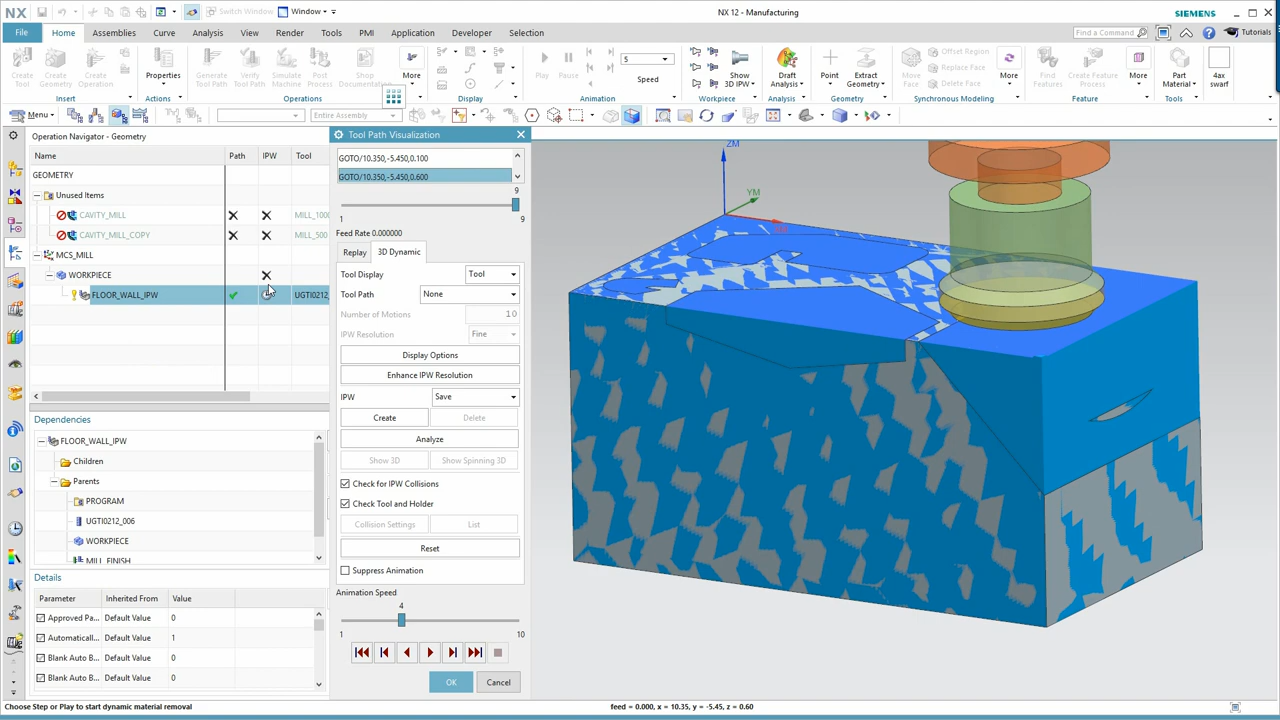 NX
Switch Window
Window
NX 12 - Manufacturing
SIEMENS
File
Home
Assemblies
Curve
Analysis
View
Render
Tools
PMI
Application
Find a Command
Tutorials
Create Tool
Create Geometry
Create Operation
Properties
Generate Tool Path
Verify Tool Path
Simulate Machine
Post Process
Shop Documentation
More
Play
Pause
5
Speed
Show 3D IPW
Draft Analysis
Point
Extract Geometry
Move Face
Offset Region
Replace Face
Delete Face
More
Find Features
Create Feature Process
More
Part Material
4ax swarf
Insert
Actions
Operations
Display
Animation
Workpiece
Analysis
Geometry
Synchronous Modeling
Feature
Tools
Menu
Entire Assembly
Operation Navigator - Geometry
Name
Path
IPW
Tool
GEOMETRY
Unused Items
CAVITY_MILL
MILL_1000
CAVITY_MILL_COPY
MILL_500
MCS_MILL
WORKPIECE
FLOOR_WALL_IPW
UGTI0212_
Dependencies
FLOOR_WALL_IPW
Children
Parents
PROGRAM
UGTI0212_006
WORKPIECE
MILL_FINISH
Details
Parameter
Inherited From
Value
Approved Pa...
Default Value
0
Automaticall...
Default Value
1
Blank Auto B...
Default Value
0
Blank Auto B...
Default Value
0
Tool Path Visualization
GOTO/10.350,-5.450,0.100
GOTO/10.350,-5.450,0.600
9
1
9
Feed Rate 0.000000
Replay
3D Dynamic
Tool Display
Tool
Tool Path
None
Number of Motions
10
IPW Resolution
Fine
Display Options
Enhance IPW Resolution
IPW
Save
Create
Delete
Analyze
Show 3D
Show Spinning 3D
Check for IPW Collisions
Check Tool and Holder
Collision Settings
List
Reset
Suppress Animation
Animation Speed
4
1
10
OK
Cancel
ZM
YM
Choose Step or Play to start dynamic material removal
feed = 0.000, x = 10.35, y = -5.45, z = 0.60